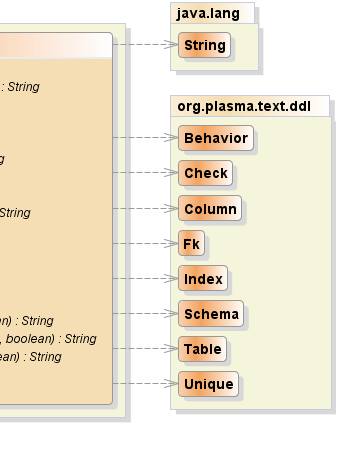 java.lang
String
: String
org.plasma.text.ddl
Behavior
Check
Column
String
Fk
Index
Schema
) : String
, boolean) : String
Table
) : String
Unique